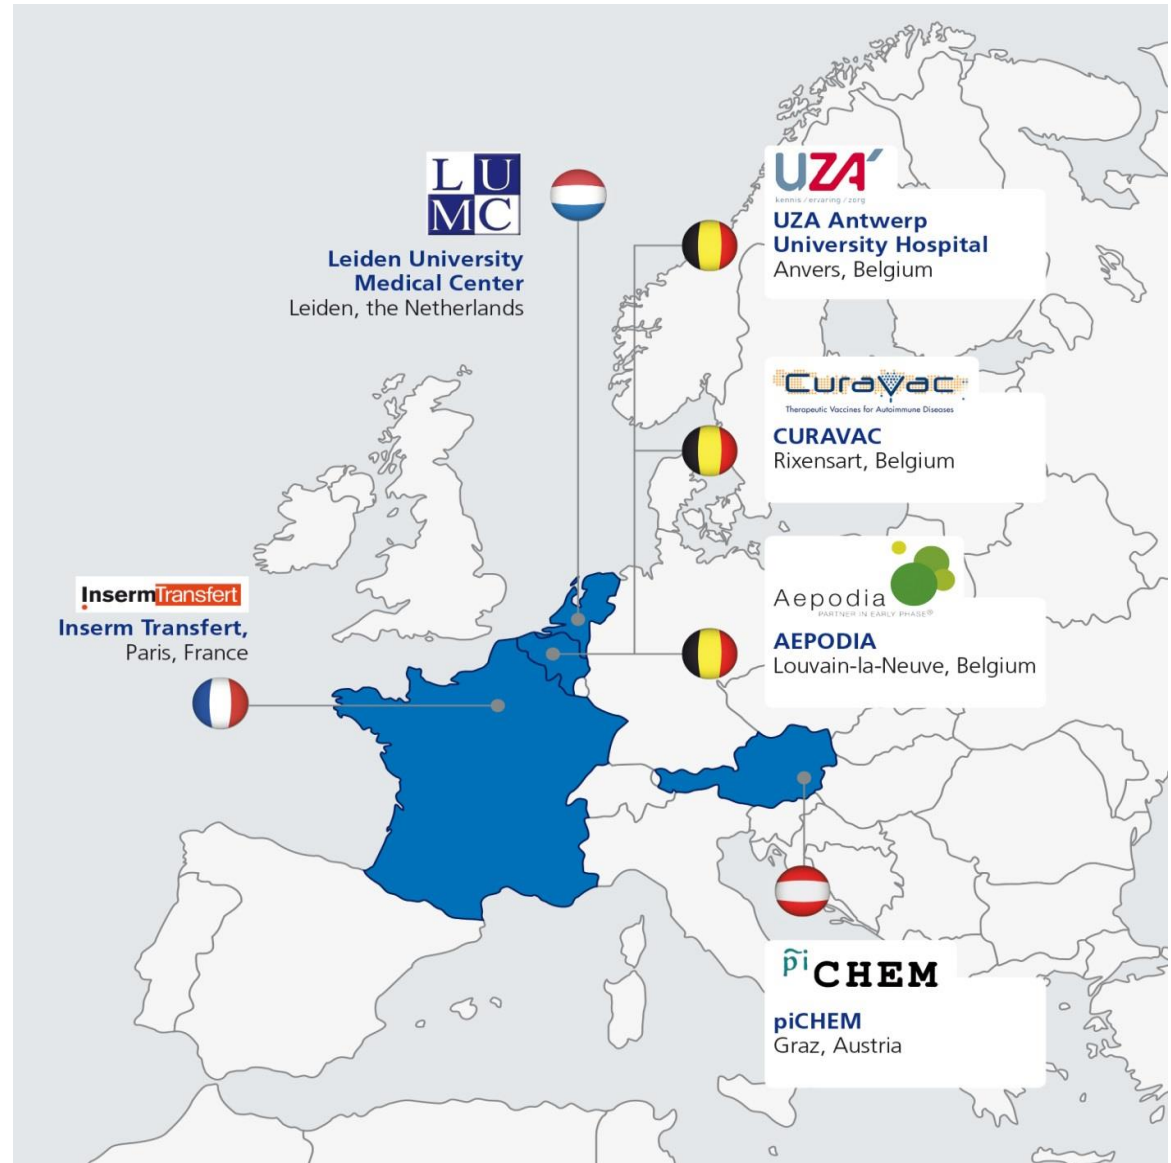 L U
M C
Leiden University
Medical Center
Leiden, the Netherlands
UZA'
kennis / ervaring / zorg
UZA Antwerp
University Hospital
Anvers, Belgium
CuraVac
Therapeutic Vaccines for Autoimmune Diseases
CURAVAC
Rixensart, Belgium
InsermTransfert
Inserm Transfert,
Paris, France
Aepodia
PARTNER IN EARLY PHASE®
AEPODIA
Louvain-la-Neuve, Belgium
pi CHEM
piCHEM
Graz, Austria